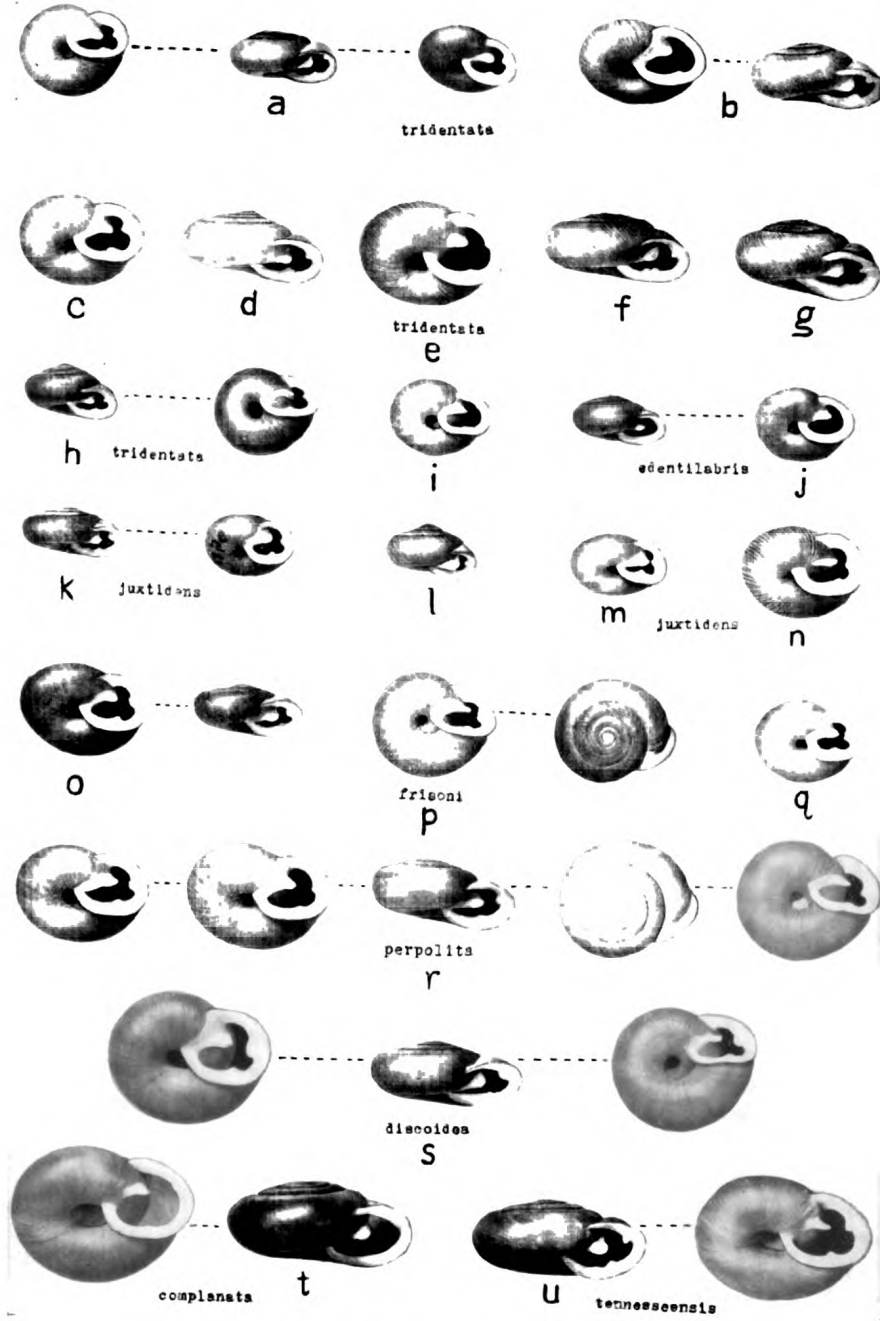 a
b
tridentata
c
d
e
f
g
tridentata
h
tridentata
i
edentilabris
j
k
juxtidens
l
m
juxtidens
n
o
frisoni
p
q
perpolita
r
discoidea
s
complanata
t
u
tennesseensis